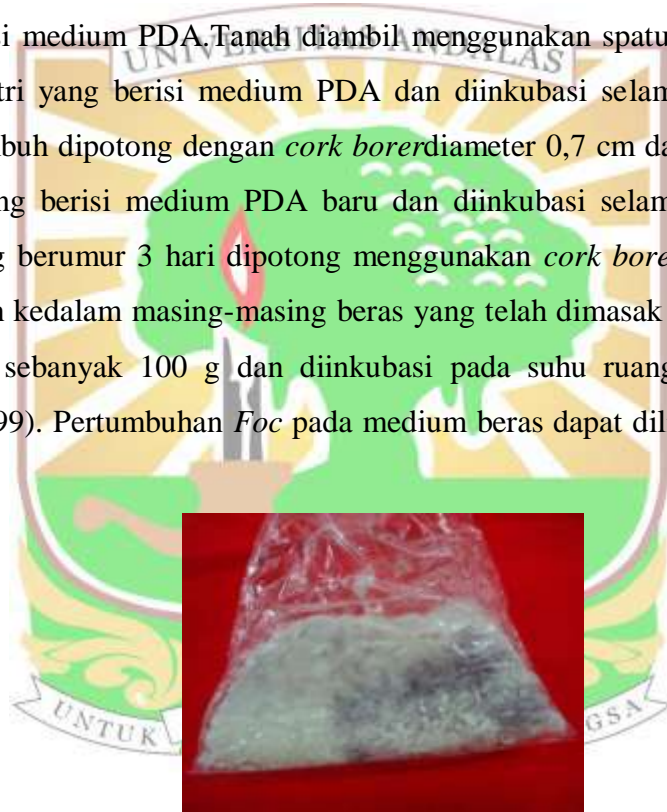 si medium PDA.Tanah diambil menggunakan spatu
tri yang berisi medium PDA dan diinkubasi selam
buh dipotong dengan cork borerdiameter 0,7 cm da
ng berisi medium PDA baru dan diinkubasi selam
g berumur 3 hari dipotong menggunakan cork bore
n kedalam masing-masing beras yang telah dimasak
sebanyak 100 g dan diinkubasi pada suhu ruang
99). Pertumbuhan Foc pada medium beras dapat dil
UNIVERSITAS ANDALAS
UNTUK GSA